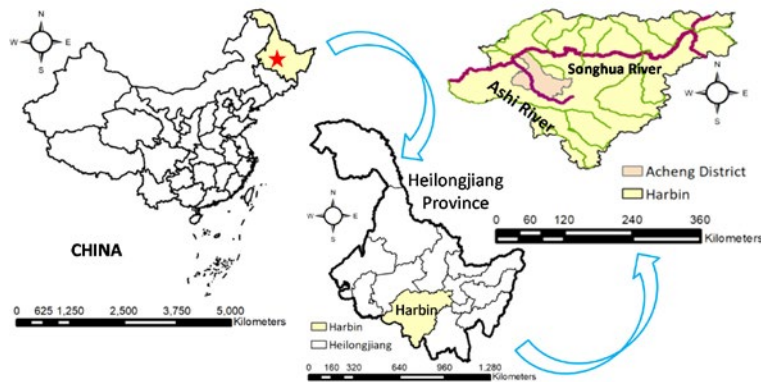 N
W E
S
CHINA
0 625 1,250 2,500 3,750 5,000
Kilometers
Heilongjiang
Province
N
W E
S
Harbin
Harbin
Heilongjiang
0 160 320 640 960 1,280
Kilometers
Songhua River
Ashi River
N
W E
S
Acheng District
Harbin
0 60 120 240 360
Kilometers